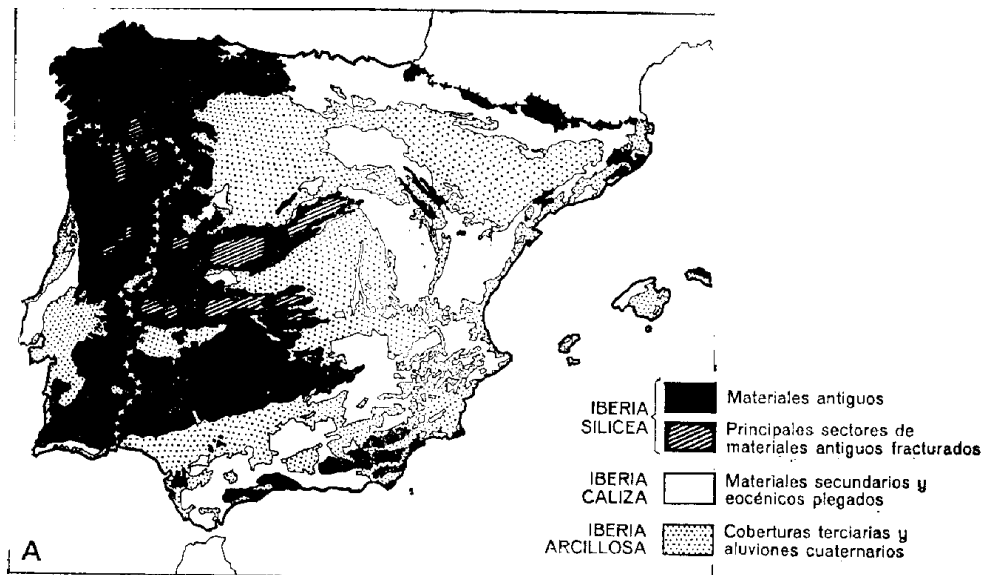 IBERIA
SILICEA
Materiales antiguos
Principales sectores de
materiales antiguos fracturados
IBERIA
CALIZA
Materiales secundarios y
eocénicos plegados
IBERIA
ARCILLOSA
Coberturas terciarias y
aluviones cuaternarios
A